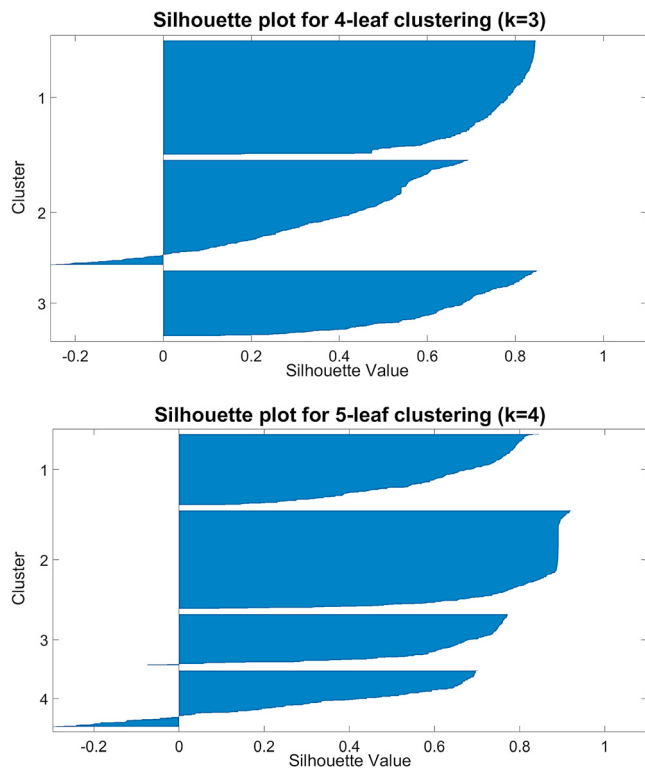 Silhouette plot for 4-leaf clustering (k=3)
1
2
3
Cluster
-0.2 0 0.2 0.4 0.6 0.8 1
Silhouette Value
Silhouette plot for 5-leaf clustering (k=4)
1
2
3
4
Cluster
-0.2 0 0.2 0.4 0.6 0.8 1
Silhouette Value